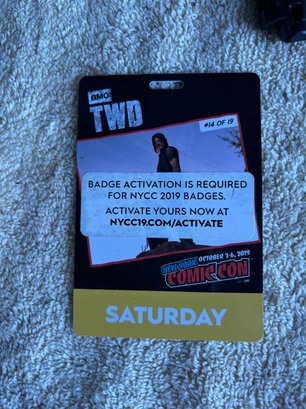 AMC
TWD
#14 OF 19
BADGE ACTIVATION IS REQUIRED
FOR NYCC 2019 BADGES.
ACTIVATE YOURS NOW AT
NYCC19.COM/ACTIVATE
OCTOBER 3-6, 2019
NEW YORK
COMIC CON
SATURDAY